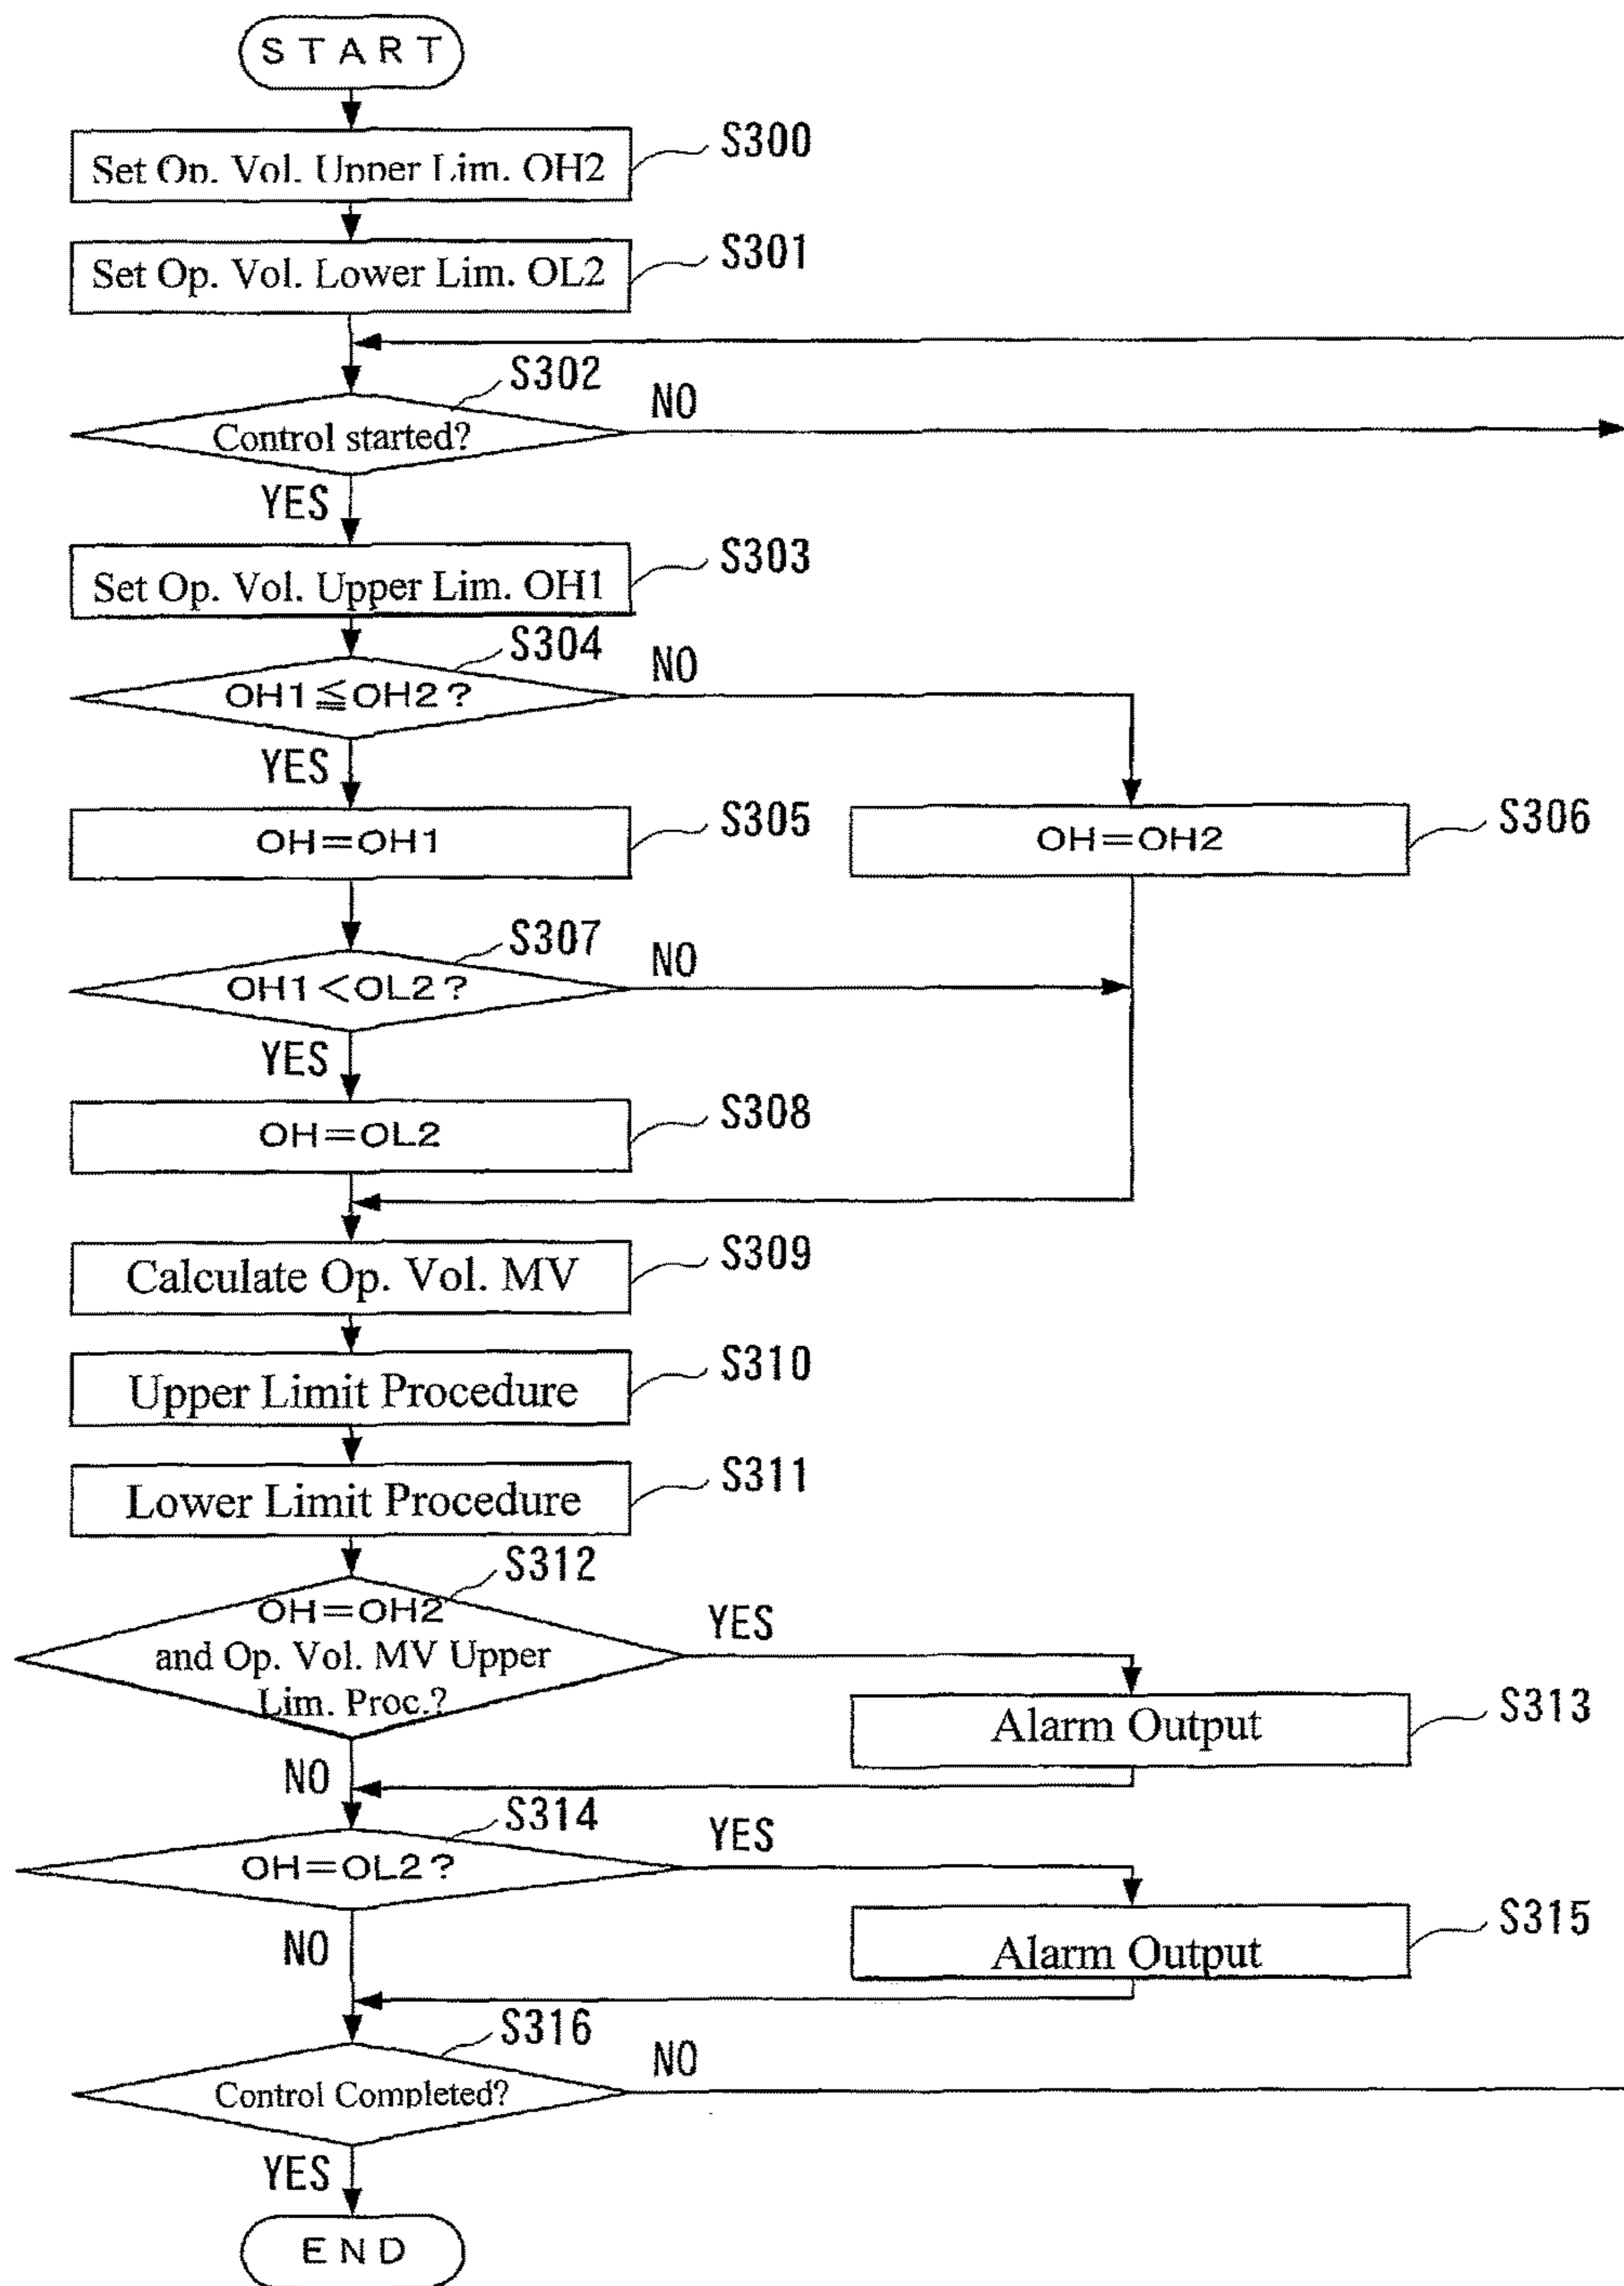 START
Set Op. Vol. Upper Lim. OH2
S300
Set Op. Vol. Lower Lim. OL2
S301
S302
Control started?
NO
YES
Set Op. Vol. Upper Lim. OH1
S303
S304
OH1≦OH2?
NO
YES
OH=OH1
S305
OH=OH2
S306
S307
OH1<OL2?
NO
YES
OH=OL2
S308
Calculate Op. Vol. MV
S309
Upper Limit Procedure
S310
Lower Limit Procedure
S311
S312
OH=OH2
and Op. Vol. MV Upper
Lim. Proc.?
YES
NO
Alarm Output
S313
S314
OH=OL2?
YES
NO
Alarm Output
S315
S316
Control Completed?
NO
YES
END